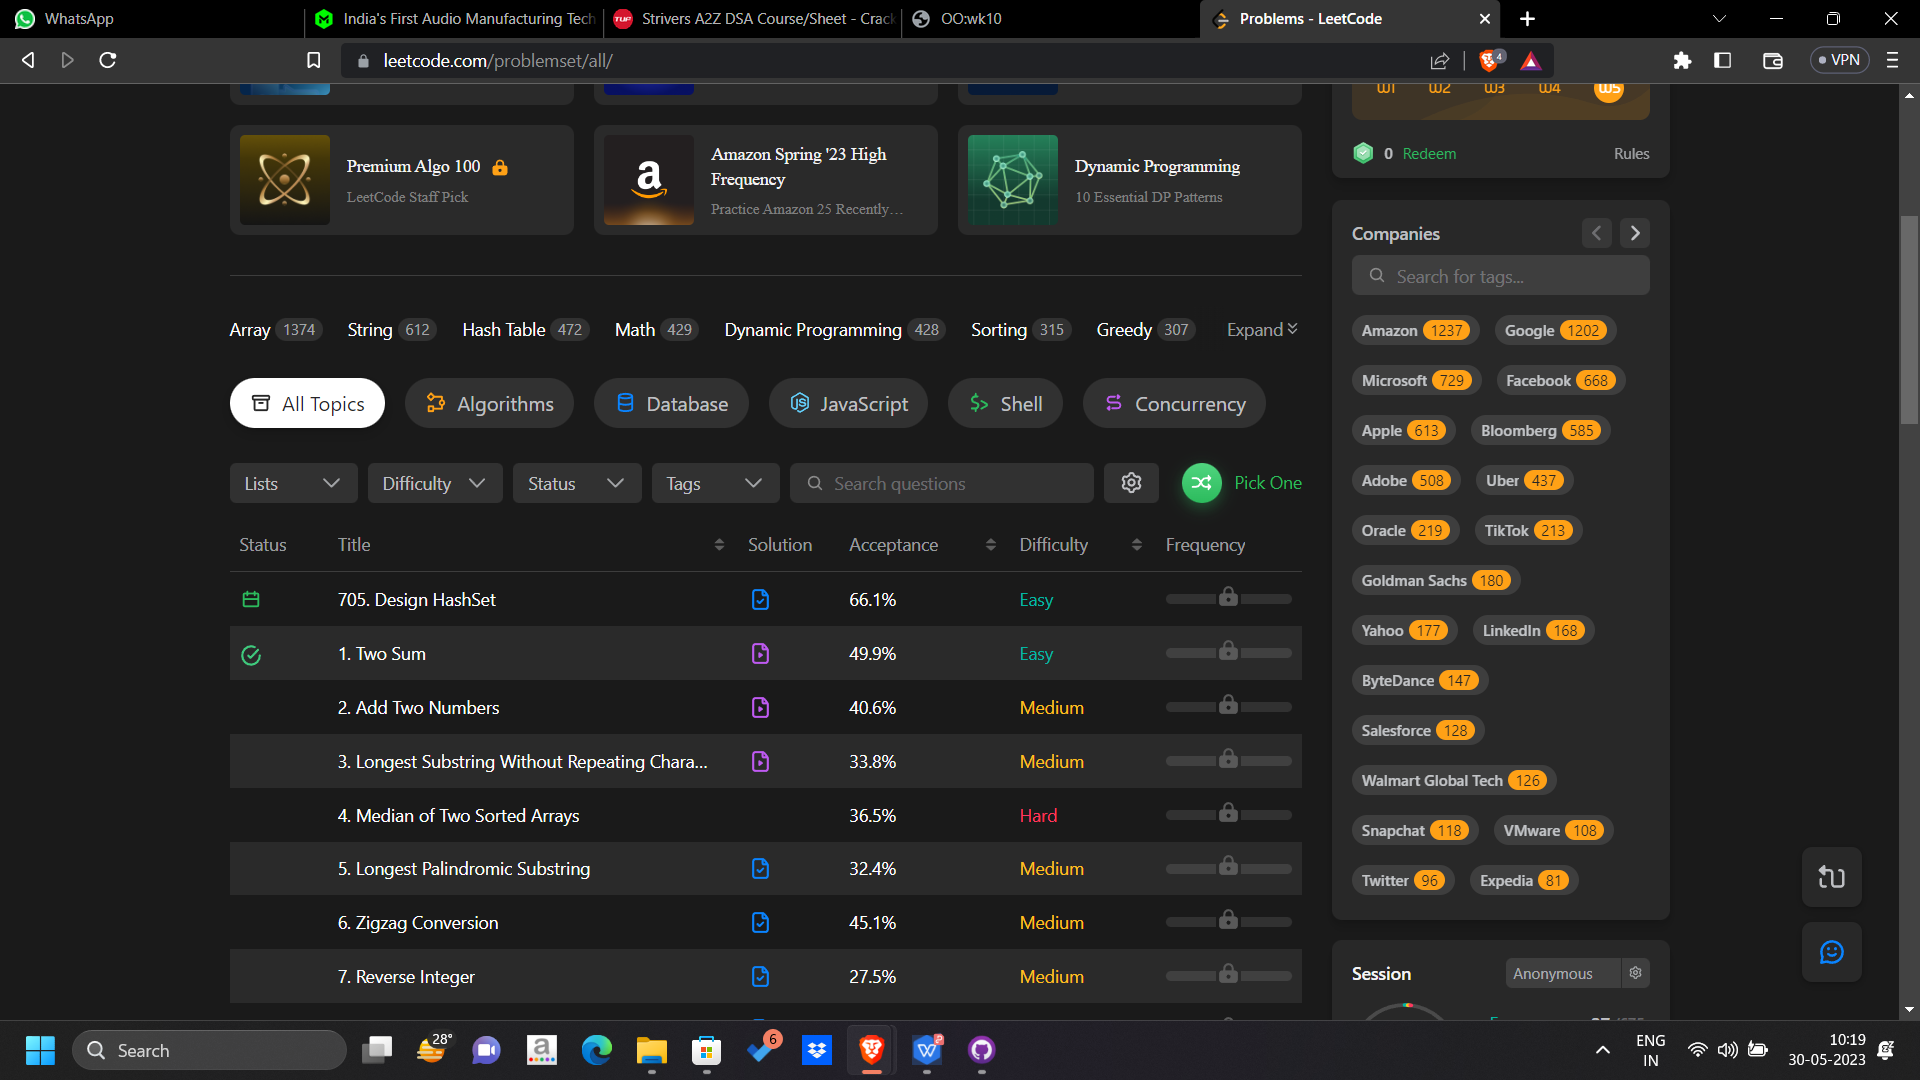 WhatsApp
India's First Audio Manufacturing Tech
Strivers A2Z DSA Course/Sheet - Crack
OO:wk10
Problems - LeetCode
leetcode.com/problemset/all/
4
VPN
W1 W2 W3 W4 W5
Premium Algo 100
LeetCode Staff Pick
Amazon Spring '23 High
Frequency
Practice Amazon 25 Recently...
Dynamic Programming
10 Essential DP Patterns
0 Redeem Rules
Array 1374 String 612 Hash Table 472 Math 429 Dynamic Programming 428 Sorting 315 Greedy 307 Expand
All Topics Algorithms Database JavaScript Shell Concurrency
Lists Difficulty Status Tags Search questions Pick One
Status Title Solution Acceptance Difficulty Frequency
705. Design HashSet 66.1% Easy
1. Two Sum 49.9% Easy
2. Add Two Numbers 40.6% Medium
3. Longest Substring Without Repeating Chara... 33.8% Medium
4. Median of Two Sorted Arrays 36.5% Hard
5. Longest Palindromic Substring 32.4% Medium
6. Zigzag Conversion 45.1% Medium
7. Reverse Integer 27.5% Medium
Companies
Search for tags...
Amazon 1237 Google 1202
Microsoft 729 Facebook 668
Apple 613 Bloomberg 585
Adobe 508 Uber 437
Oracle 219 TikTok 213
Goldman Sachs 180
Yahoo 177 LinkedIn 168
ByteDance 147
Salesforce 128
Walmart Global Tech 126
Snapchat 118 VMware 108
Twitter 96 Expedia 81
Session Anonymous
Search
28°
6
ENG
IN
10:19
30-05-2023